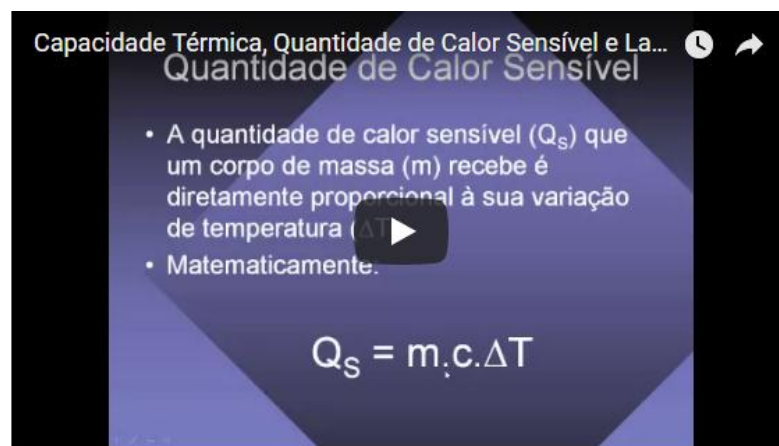 Capacidade Térmica, Quantidade de Calor Sensível e La...
Quantidade de Calor Sensível
• A quantidade de calor sensível (Qₛ) que
um corpo de massa (m) recebe é
diretamente proporcional à sua variação
de temperatura (ΔT
• Matematicamente:
Qₛ = m.c.ΔT